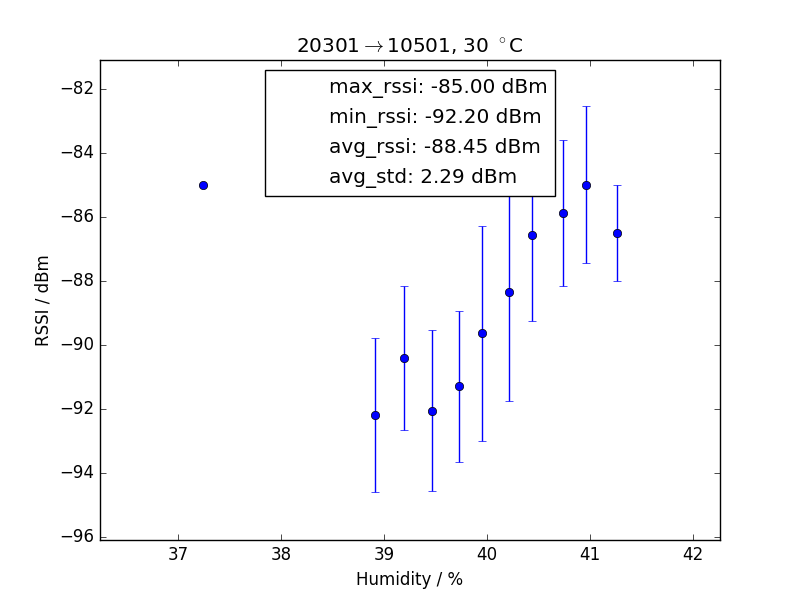 20301→10501, 30 °C
max_rssi: -85.00 dBm
min_rssi: -92.20 dBm
avg_rssi: -88.45 dBm
avg_std: 2.29 dBm
RSSI / dBm
−82
−84
−86
−88
−90
−92
−94
−96
37 38 39 40 41 42
Humidity / %